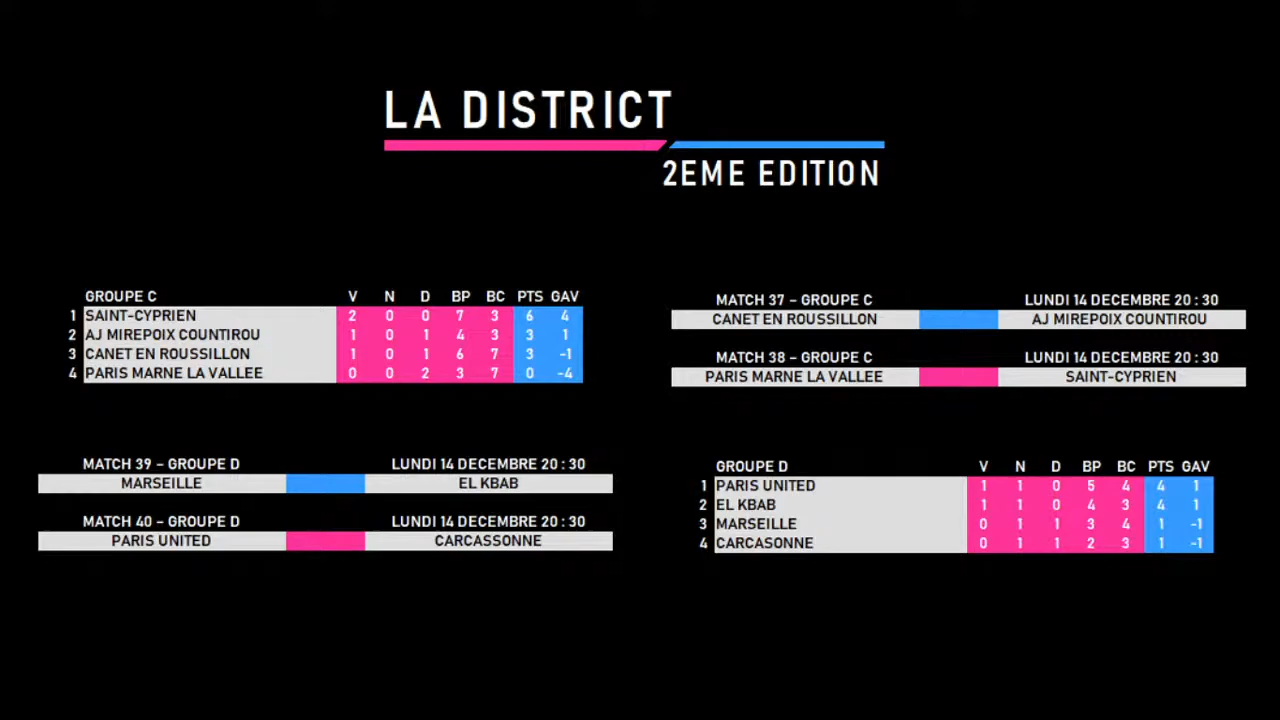 LA DISTRICT
2EME EDITION
GROUPE C V N D BP BC PTS GAV
1 SAINT-CYPRIEN 2 0 0 7 3 6 4
2 AJ MIREPOIX COUNTIROU 1 0 1 4 3 3 1
3 CANET EN ROUSSILLON 1 0 1 6 7 3 -1
4 PARIS MARNE LA VALLEE 0 0 2 3 7 0 -4
MATCH 37 – GROUPE C LUNDI 14 DECEMBRE 20 : 30
CANET EN ROUSSILLON AJ MIREPOIX COUNTIROU
MATCH 38 – GROUPE C LUNDI 14 DECEMBRE 20 : 30
PARIS MARNE LA VALLEE SAINT-CYPRIEN
MATCH 39 – GROUPE D LUNDI 14 DECEMBRE 20 : 30
MARSEILLE EL KBAB
MATCH 40 – GROUPE D LUNDI 14 DECEMBRE 20 : 30
PARIS UNITED CARCASSONNE
GROUPE D V N D BP BC PTS GAV
1 PARIS UNITED 1 1 0 5 4 4 1
2 EL KBAB 1 1 0 4 3 4 1
3 MARSEILLE 0 1 1 3 4 1 -1
4 CARCASONNE 0 1 1 2 3 1 -1